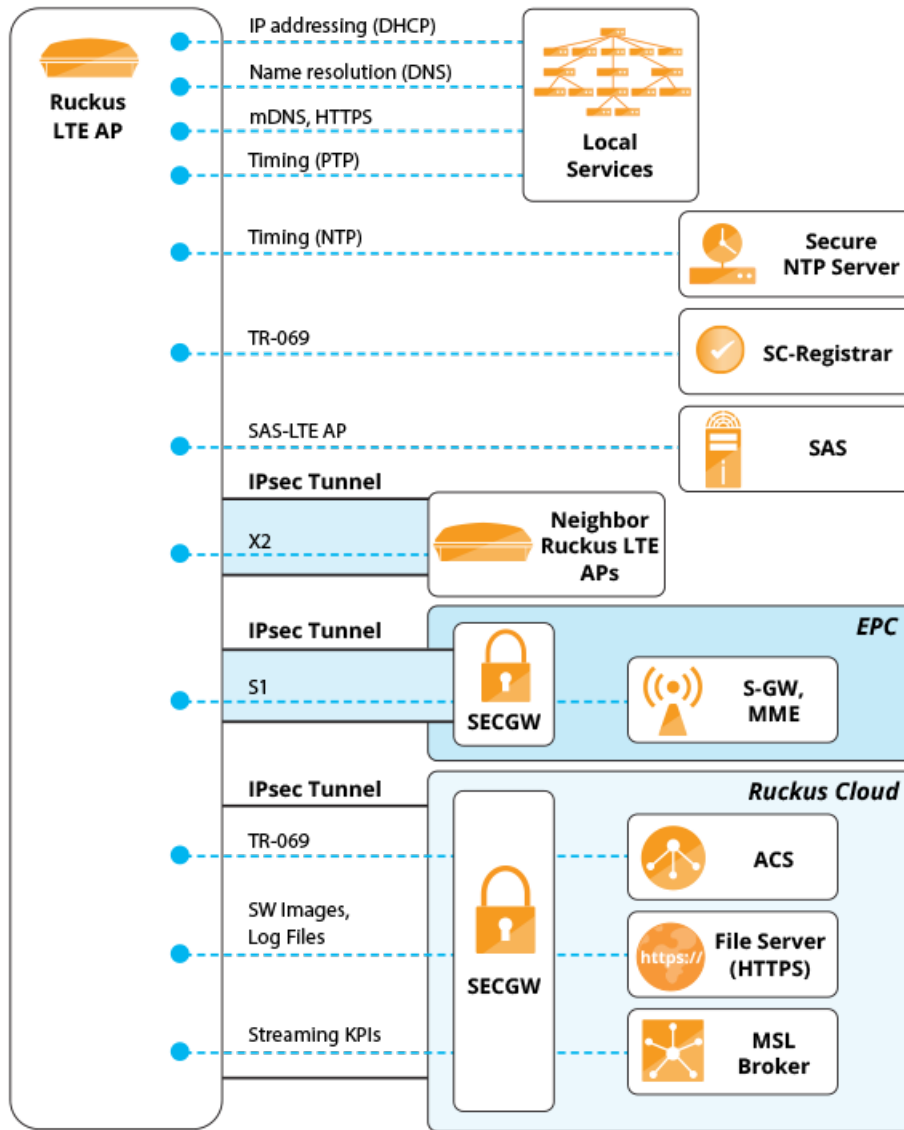 Ruckus
LTE AP
IP addressing (DHCP)
Name resolution (DNS)
mDNS, HTTPS
Timing (PTP)
Local
Services
Timing (NTP)
Secure
NTP Server
TR-069
SC-Registrar
SAS-LTE AP
SAS
IPsec Tunnel
X2
Neighbor
Ruckus LTE
APs
EPC
IPsec Tunnel
S1
SECGW
S-GW,
MME
Ruckus Cloud
IPsec Tunnel
TR-069
ACS
SW Images,
Log Files
SECGW
https://
File Server
(HTTPS)
Streaming KPIs
MSL
Broker